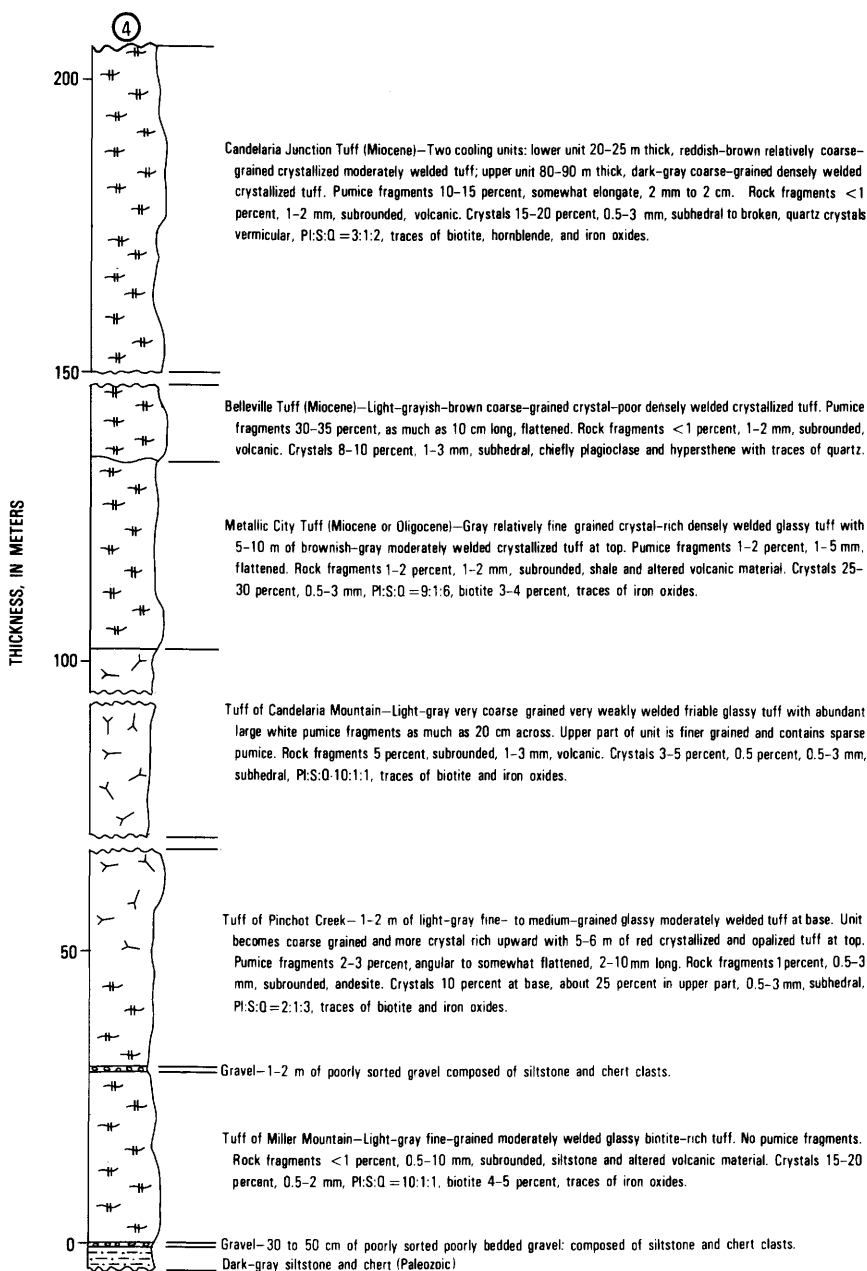 4
200
Candelaria Junction Tuff (Miocene)—Two cooling units: lower unit 20–25 m thick, reddish–brown relatively coarse–
grained crystallized moderately welded tuff; upper unit 80–90 m thick, dark–gray coarse–grained densely welded
crystallized tuff. Pumice fragments 10–15 percent, somewhat elongate, 2 mm to 2 cm. Rock fragments <1
percent, 1–2 mm, subrounded, volcanic. Crystals 15–20 percent, 0.5–3 mm, subhedral to broken, quartz crystals
vermicular, Pl:S:Q =3:1:2, traces of biotite, hornblende, and iron oxides.
150
Belleville Tuff (Miocene)—Light–grayish–brown coarse–grained crystal–poor densely welded crystallized tuff. Pumice
fragments 30–35 percent, as much as 10 cm long, flattened. Rock fragments <1 percent, 1–2 mm, subrounded,
volcanic. Crystals 8–10 percent, 1–3 mm, subhedral, chiefly plagioclase and hypersthene with traces of quartz.
THICKNESS, IN METERS
Metallic City Tuff (Miocene or Oligocene)—Gray relatively fine grained crystal–rich densely welded glassy tuff with
5–10 m of brownish–gray moderately welded crystallized tuff at top. Pumice fragments 1–2 percent, 1–5 mm,
flattened. Rock fragments 1–2 percent, 1–2 mm, subrounded, shale and altered volcanic material. Crystals 25–
30 percent, 0.5–3 mm, Pl:S:Q =9:1:6, biotite 3–4 percent, traces of iron oxides.
100
Tuff of Candelaria Mountain—Light–gray very coarse grained very weakly welded friable glassy tuff with abundant
large white pumice fragments as much as 20 cm across. Upper part of unit is finer grained and contains sparse
pumice. Rock fragments 5 percent, subrounded, 1–3 mm, volcanic. Crystals 3–5 percent, 0.5 percent, 0.5–3 mm,
subhedral, Pl:S:Q·10:1:1, traces of biotite and iron oxides.
Tuff of Pinchot Creek— 1–2 m of light–gray fine– to medium–grained glassy moderately welded tuff at base. Unit
becomes coarse grained and more crystal rich upward with 5–6 m of red crystallized and opalized tuff at top.
50
Pumice fragments 2–3 percent, angular to somewhat flattened, 2–10 mm long. Rock fragments 1 percent, 0.5–3
mm, subrounded, andesite. Crystals 10 percent at base, about 25 percent in upper part, 0.5–3 mm, subhedral,
Pl:S:Q =2:1:3, traces of biotite and iron oxides.
Gravel—1–2 m of poorly sorted gravel composed of siltstone and chert clasts.
Tuff of Miller Mountain—Light–gray fine–grained moderately welded glassy biotite–rich tuff. No pumice fragments.
Rock fragments <1 percent, 0.5–10 mm, subrounded, siltstone and altered volcanic material. Crystals 15–20
percent, 0.5–2 mm, Pl:S:Q =10:1:1, biotite 4–5 percent, traces of iron oxides.
0
Gravel—30 to 50 cm of poorly sorted poorly bedded gravel: composed of siltstone and chert clasts.
Dark–gray siltstone and chert (Paleozoic)